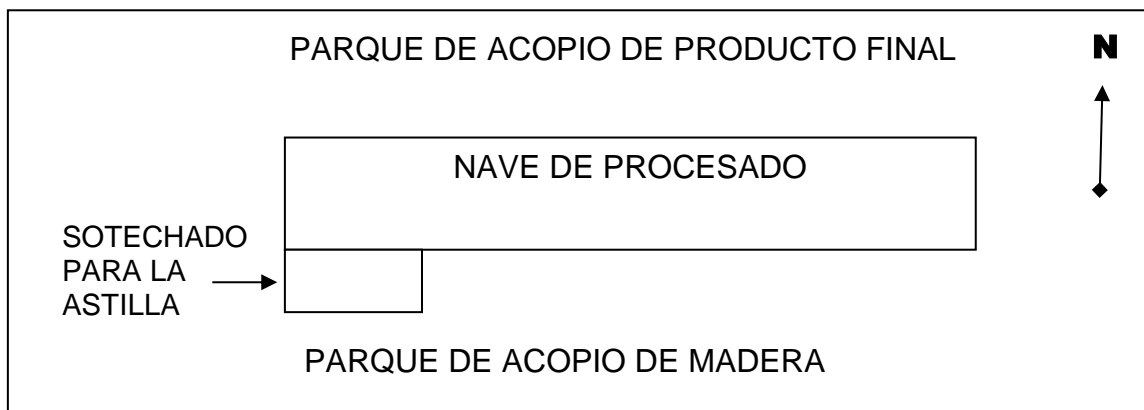 PARQUE DE ACOPIO DE PRODUCTO FINAL
N
NAVE DE PROCESADO
SOTECHADO
PARA LA
ASTILLA
PARQUE DE ACOPIO DE MADERA